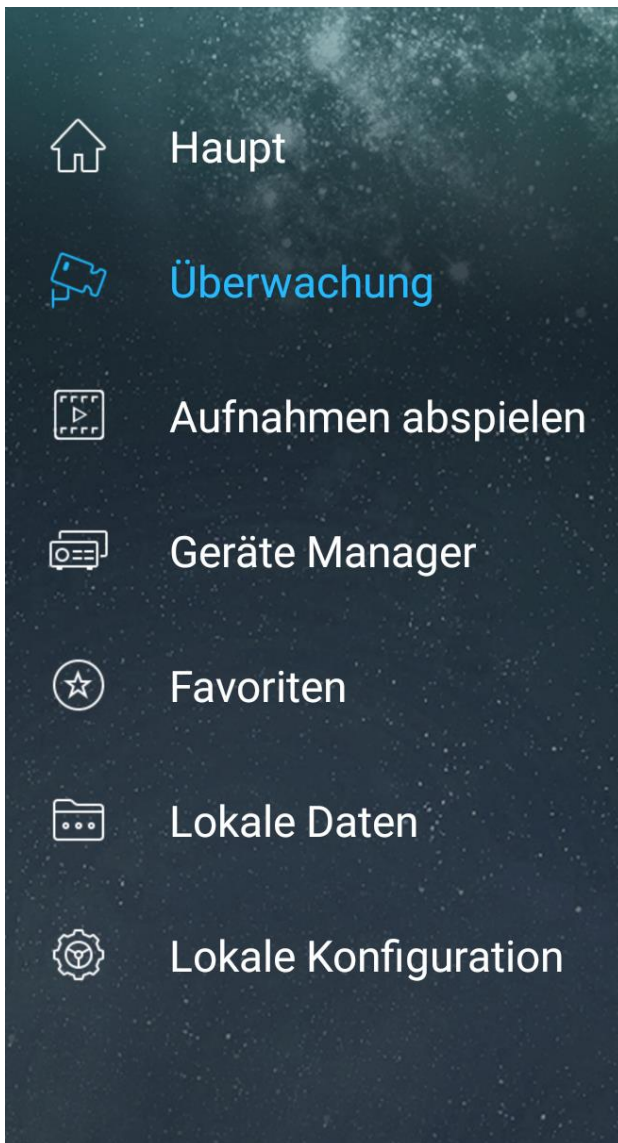 Haupt
Überwachung
Aufnahmen abspielen
Geräte Manager
Favoriten
Lokale Daten
Lokale Konfiguration